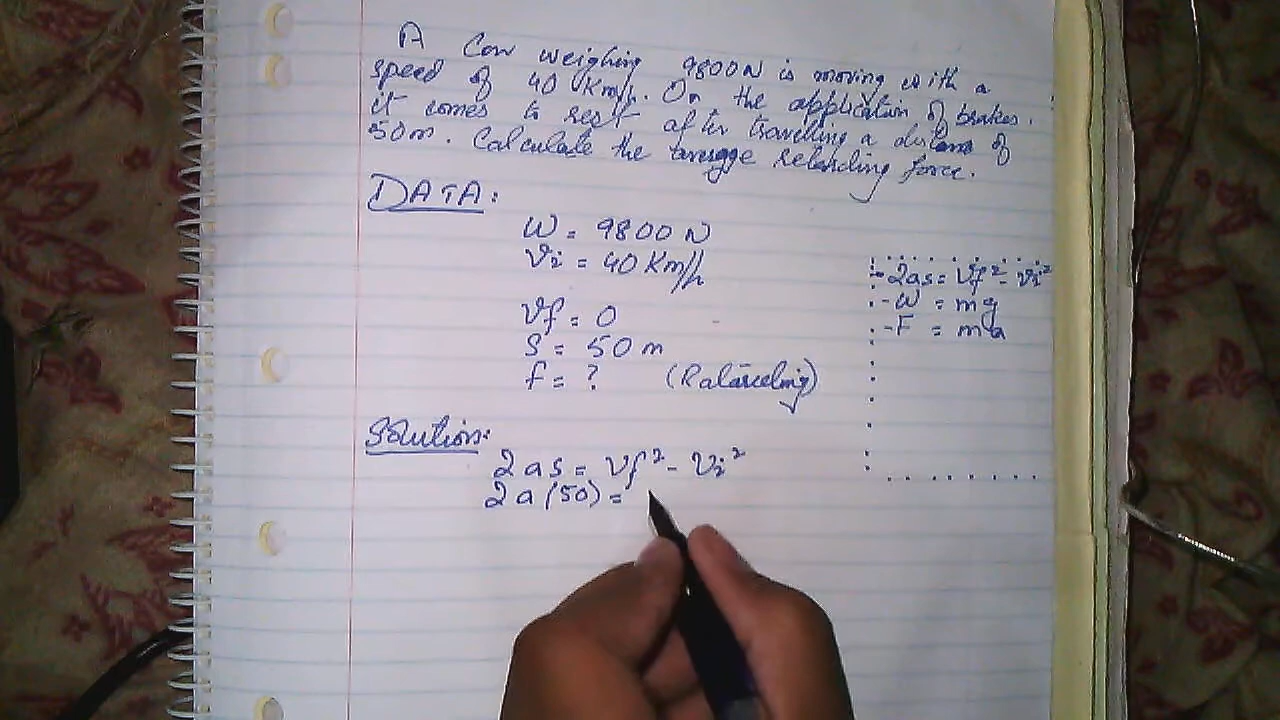 A Car weighing 9800N is moving with a
speed of 40 Km/h. On the application of brakes.
it comes to rest after travelling a distance of
50m. Calculate the average retarding force.
DATA:
W = 9800 N
Vi = 40 Km/h
Vf = 0
S = 50 m
f = ?
- 2as = Vf² - Vi²
- W = mg
- F = ma
Solution:
2as = Vf² - Vi²
2a(50) =